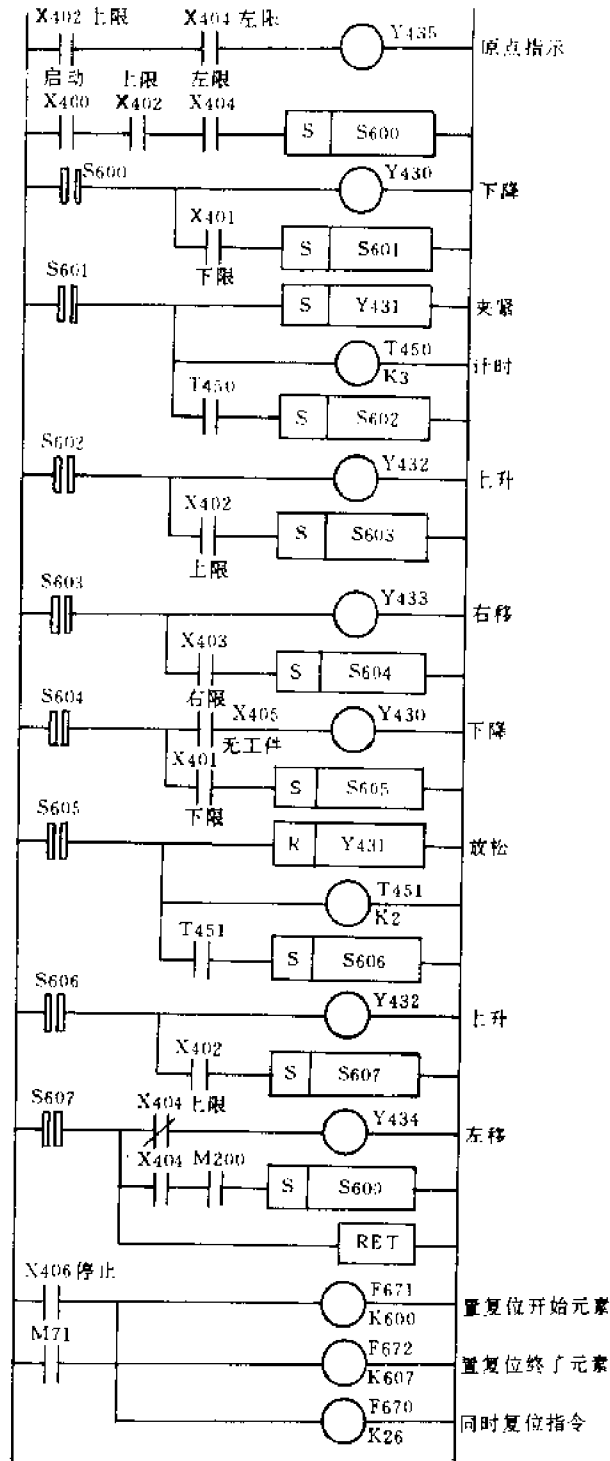 X402 上限 X404 左限 Y435 原点指示
启动 上限 左限
X400 X402 X404 S S600
S600 Y430 下降
X401 S S601
下限
S601 S Y431 夹紧
T450 计时
K3
T450 S S602
S602 Y432 上升
X402 S S603
上限
S603 Y433 右移
X403 S S604
右限
S604 X405 Y430 下降
无工件
X401 S S605
下限
S605 R Y431 放松
T451
K2
T451 S S606
S606 Y432 上升
X402 S S607
上限
S607 X404 Y434 左移
X404 M200 S S600
RET
X406 停止 F671 置复位开始元素
K600
M71 F672 置复位终了元素
K607
F670 同时复位指令
K26